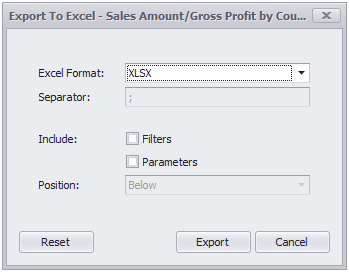 Export To Excel - Sales Amount/Gross Profit by Cou...
Excel Format: XLSX
Separator: ;
Include: Filters
Parameters
Position: Below
Reset Export Cancel